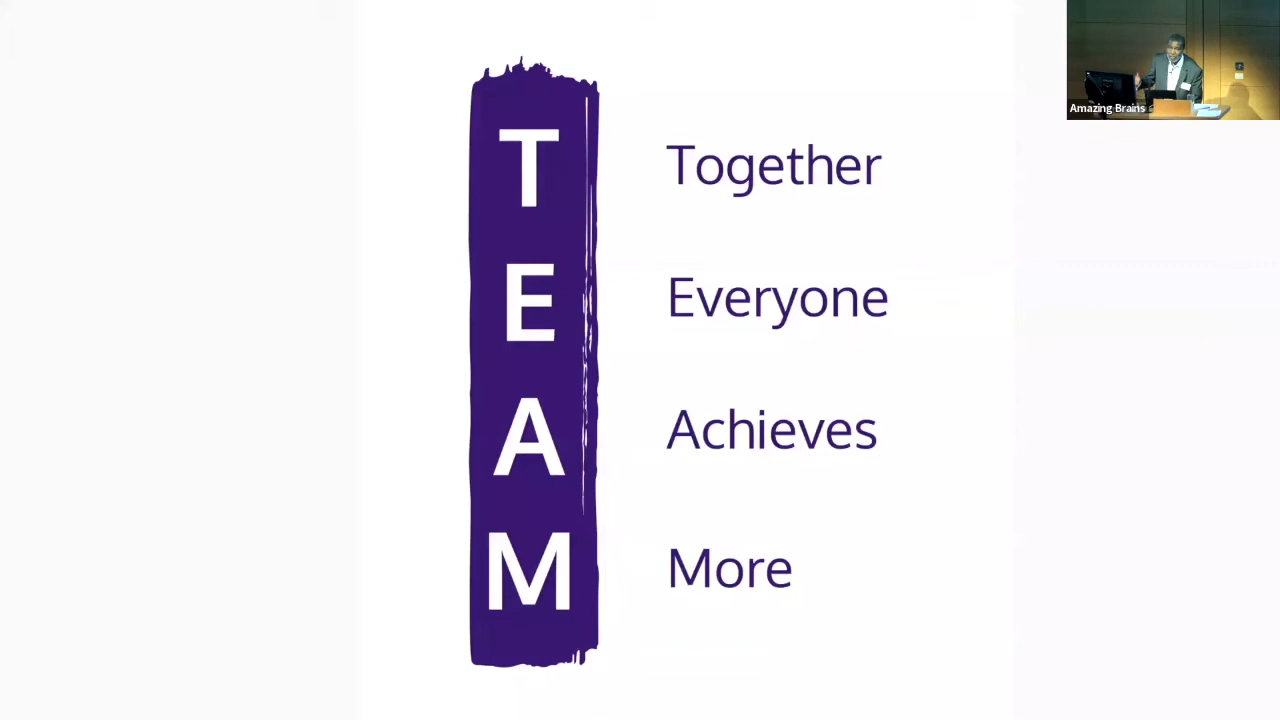 T Together
E Everyone
A Achieves
M More
Amazing Brains